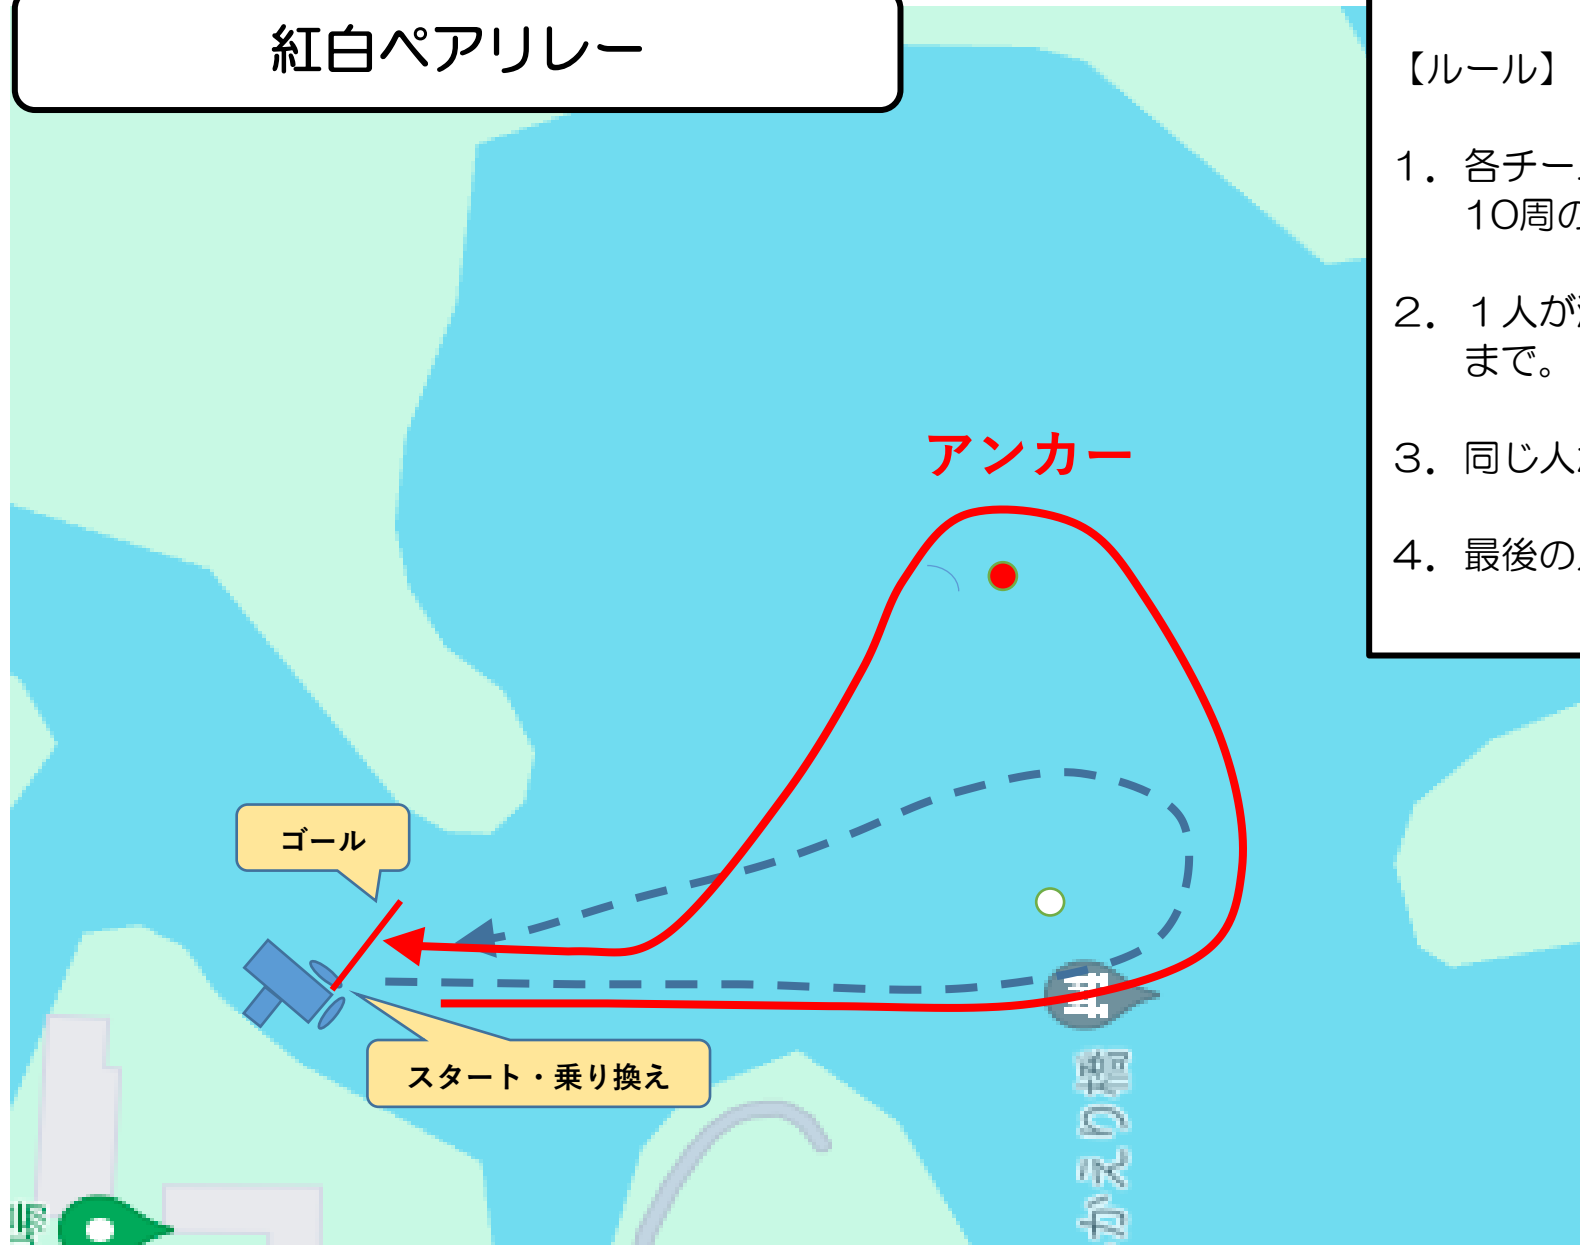 紅白ペアリレー
【ルール】
1. 各チー
10周の
2. 1人が
まで。
3. 同じ人
4. 最後の
アンカー
ゴール
スタート・乗り換え
かえり橋